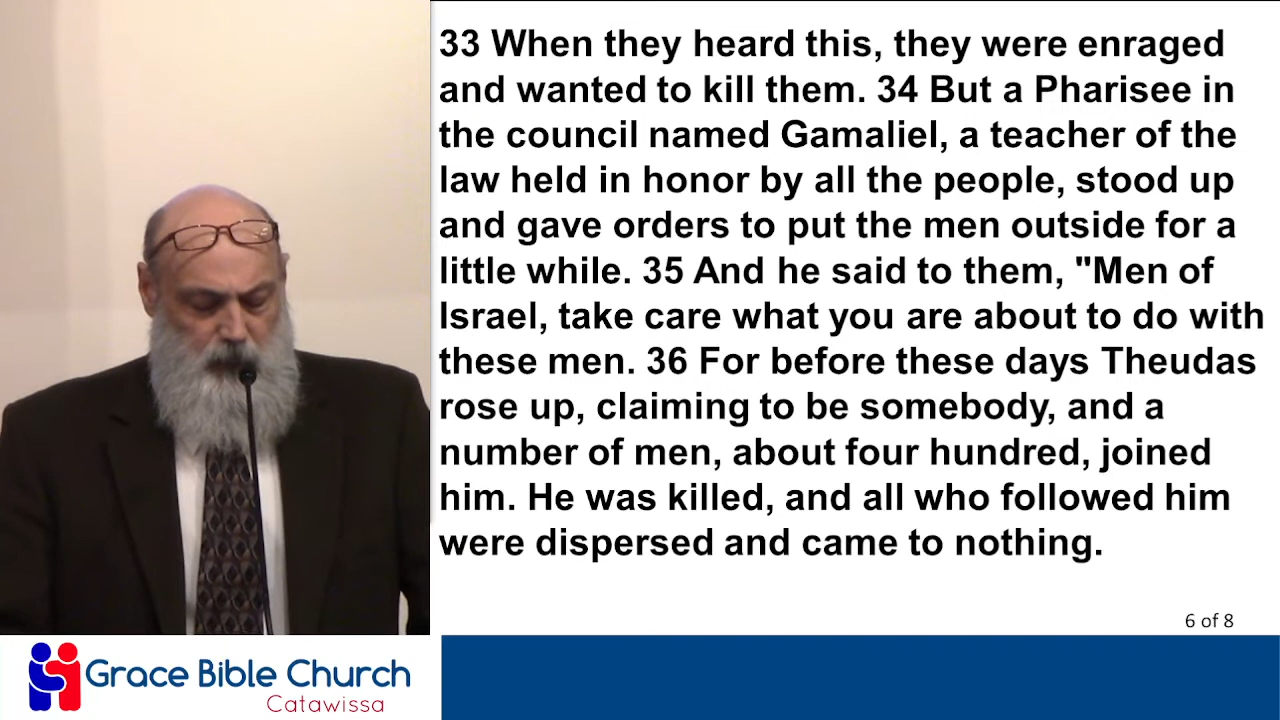 33 When they heard this, they were enraged
and wanted to kill them. 34 But a Pharisee in
the council named Gamaliel, a teacher of the
law held in honor by all the people, stood up
and gave orders to put the men outside for a
little while. 35 And he said to them, "Men of
Israel, take care what you are about to do with
these men. 36 For before these days Theudas
rose up, claiming to be somebody, and a
number of men, about four hundred, joined
him. He was killed, and all who followed him
were dispersed and came to nothing.
6 of 8
Grace Bible Church
Catawissa